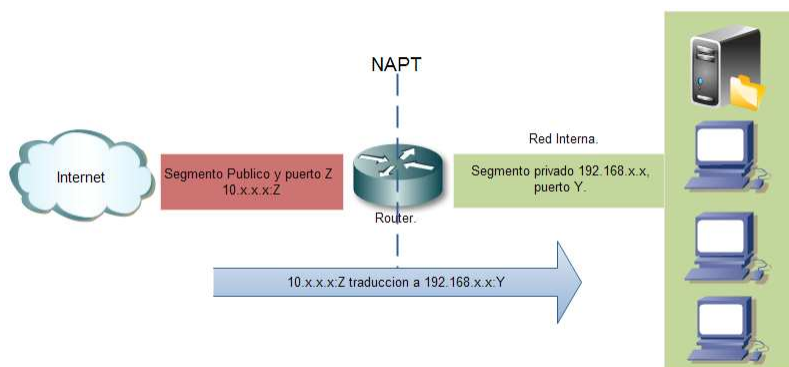 NAPT
Red Interna.
Internet
Segmento Publico y puerto Z
10.x.x.x:Z
Segmento privado 192.168.x.x,
puerto Y.
Router.
10.x.x.x:Z traduccion a 192.168.x.x:Y